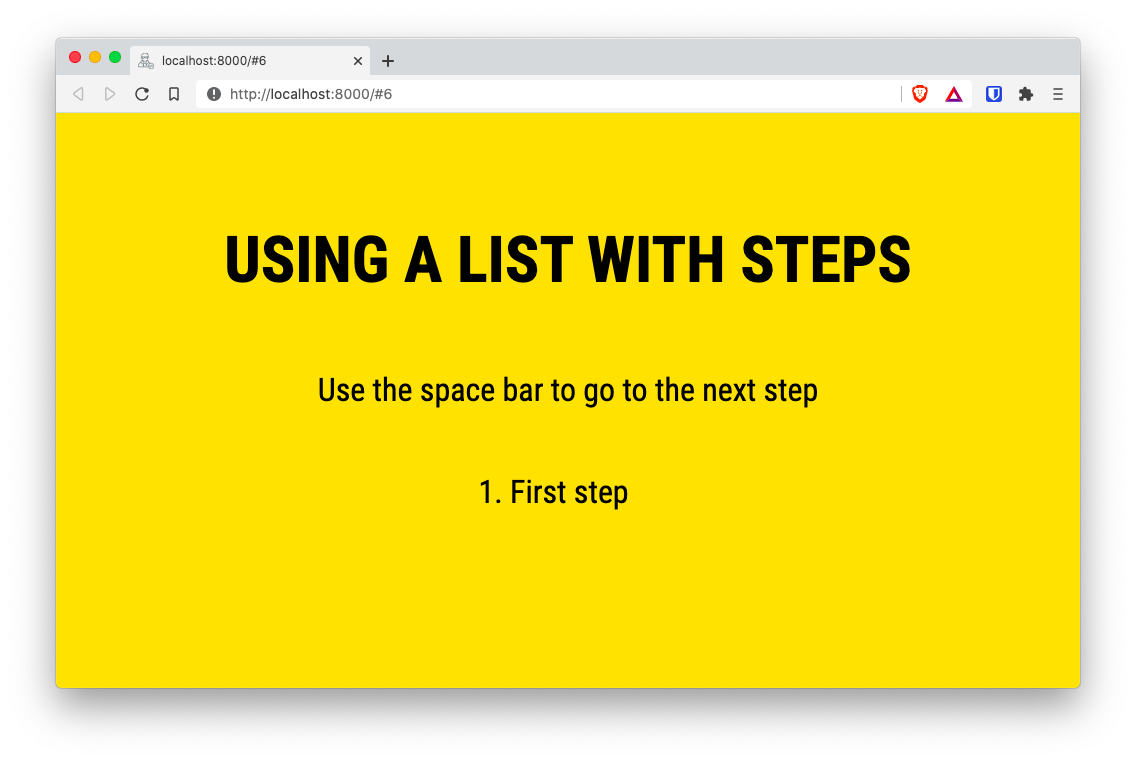 localhost:8000/#6
http://localhost:8000/#6
USING A LIST WITH STEPS
Use the space bar to go to the next step
1. First step